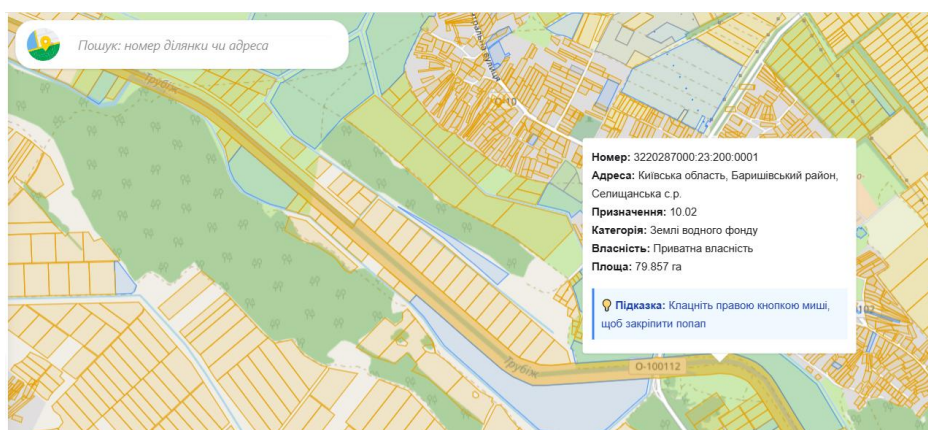 Пошук: номер ділянки чи адреса
Трубіж
тральна вулиця
О-10
Номер: 3220287000:23:200:0001
Адреса: Київська область, Баришівський район,
Селищанська с.р.
Призначення: 10.02
Категорія: Землі водного фонду
Власність: Приватна власність
Площа: 79.857 га
Підказка: Клацніть правою кнопкою миші,
щоб закріпити попап
Трубіж
О-100112